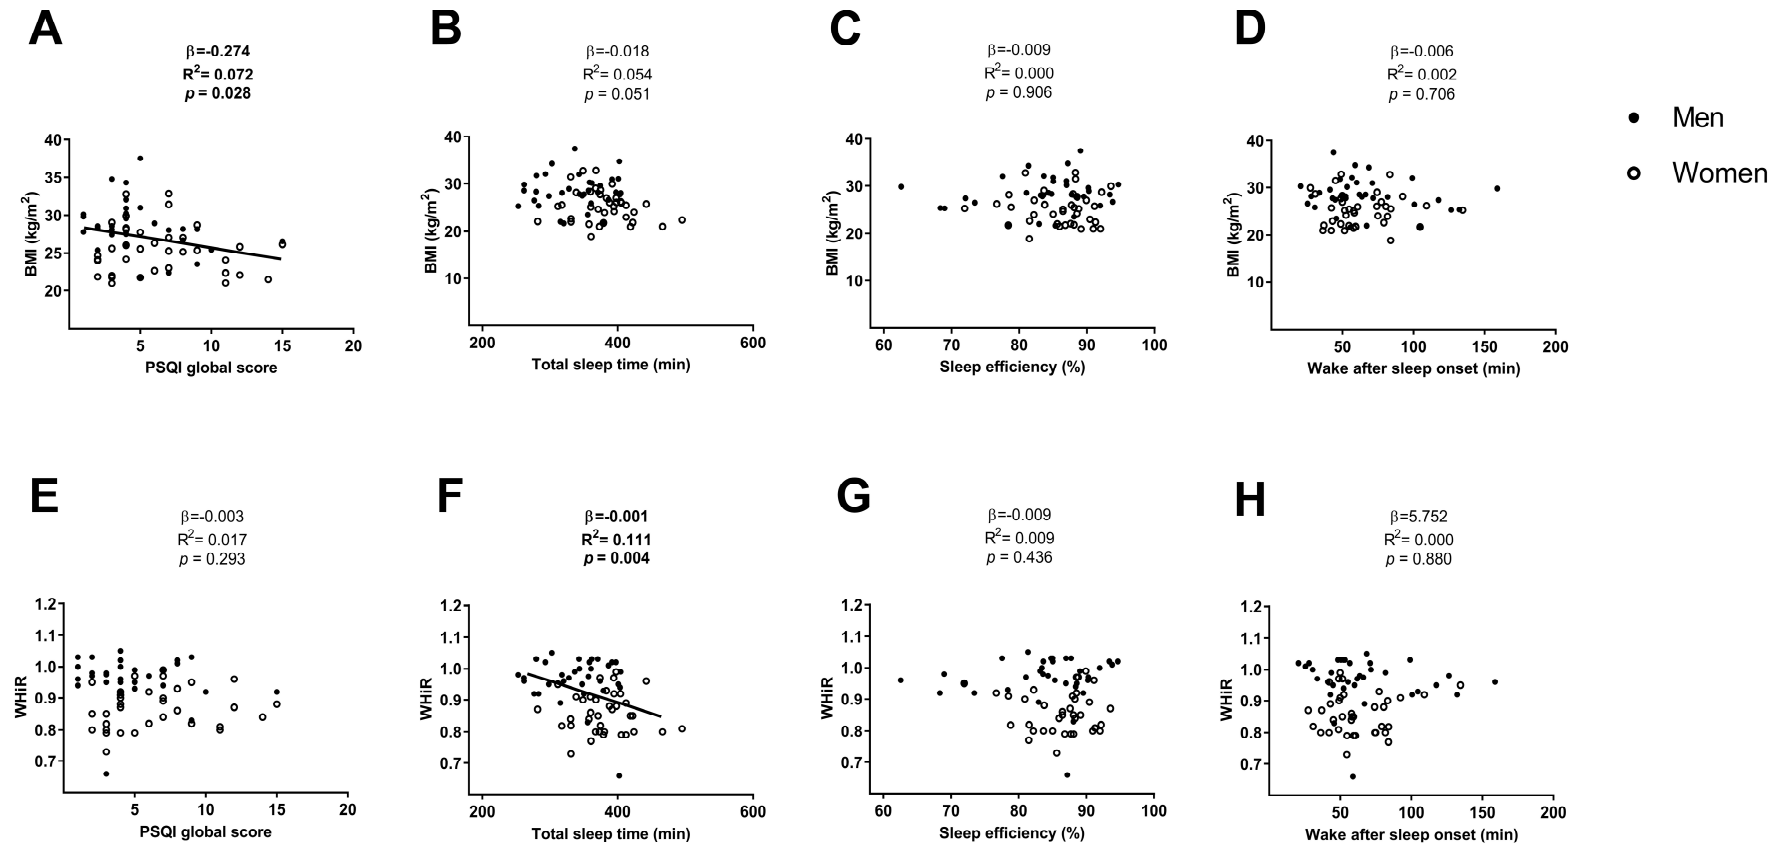 A
β=-0.274
R2= 0.072
p = 0.028
BMI (kg/m2)
40
35
30
25
20
5 10 15 20
PSQI global score
B
β=-0.018
R2= 0.054
p = 0.051
BMI (kg/m2)
40
30
20
10
200 400 600
Total sleep time (min)
C
β=-0.009
R2= 0.000
p = 0.906
BMI (kg/m2)
40
30
20
10
60 70 80 90 100
Sleep efficiency (%)
D
β=-0.006
R2= 0.002
p = 0.706
BMI (kg/m2)
40
30
20
10
50 100 150 200
Wake after sleep onset (min)
Men
Women
E
β=-0.003
R2= 0.017
p = 0.293
WHiR
1.2
1.1
1.0
0.9
0.8
0.7
5 10 15 20
PSQI global score
F
β=-0.001
R2= 0.111
p = 0.004
WHiR
1.2
1.1
1.0
0.9
0.8
0.7
200 400 600
Total sleep time (min)
G
β=-0.009
R2= 0.009
p = 0.436
WHiR
1.2
1.1
1.0
0.9
0.8
0.7
60 70 80 90 100
Sleep efficiency (%)
H
β=5.752
R2= 0.000
p = 0.880
WHiR
1.2
1.1
1.0
0.9
0.8
0.7
50 100 150 200
Wake after sleep onset (min)